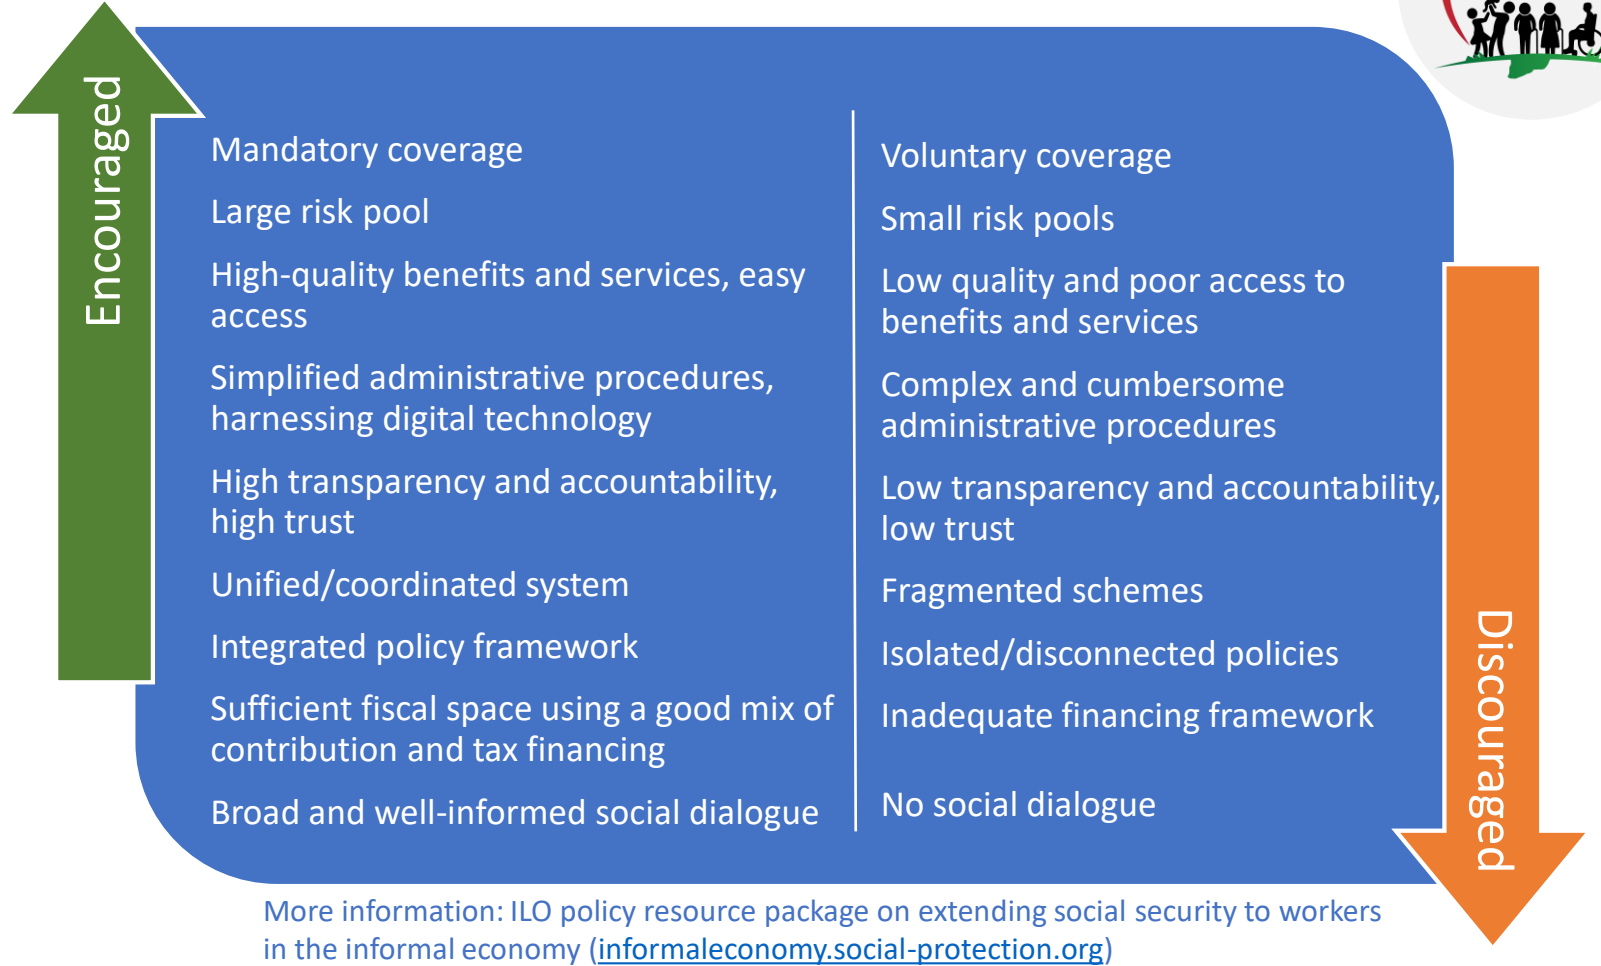 Encouraged
Mandatory coverage
Large risk pool
High-quality benefits and services, easy
access
Simplified administrative procedures,
harnessing digital technology
High transparency and accountability,
high trust
Unified/coordinated system
Integrated policy framework
Sufficient fiscal space using a good mix of
contribution and tax financing
Broad and well-informed social dialogue
Voluntary coverage
Small risk pools
Low quality and poor access to
benefits and services
Complex and cumbersome
administrative procedures
Low transparency and accountability,
low trust
Fragmented schemes
Isolated/disconnected policies
Inadequate financing framework
No social dialogue
Discouraged
More information: ILO policy resource package on extending social security to workers
in the informal economy (informaleconomy.social-protection.org)